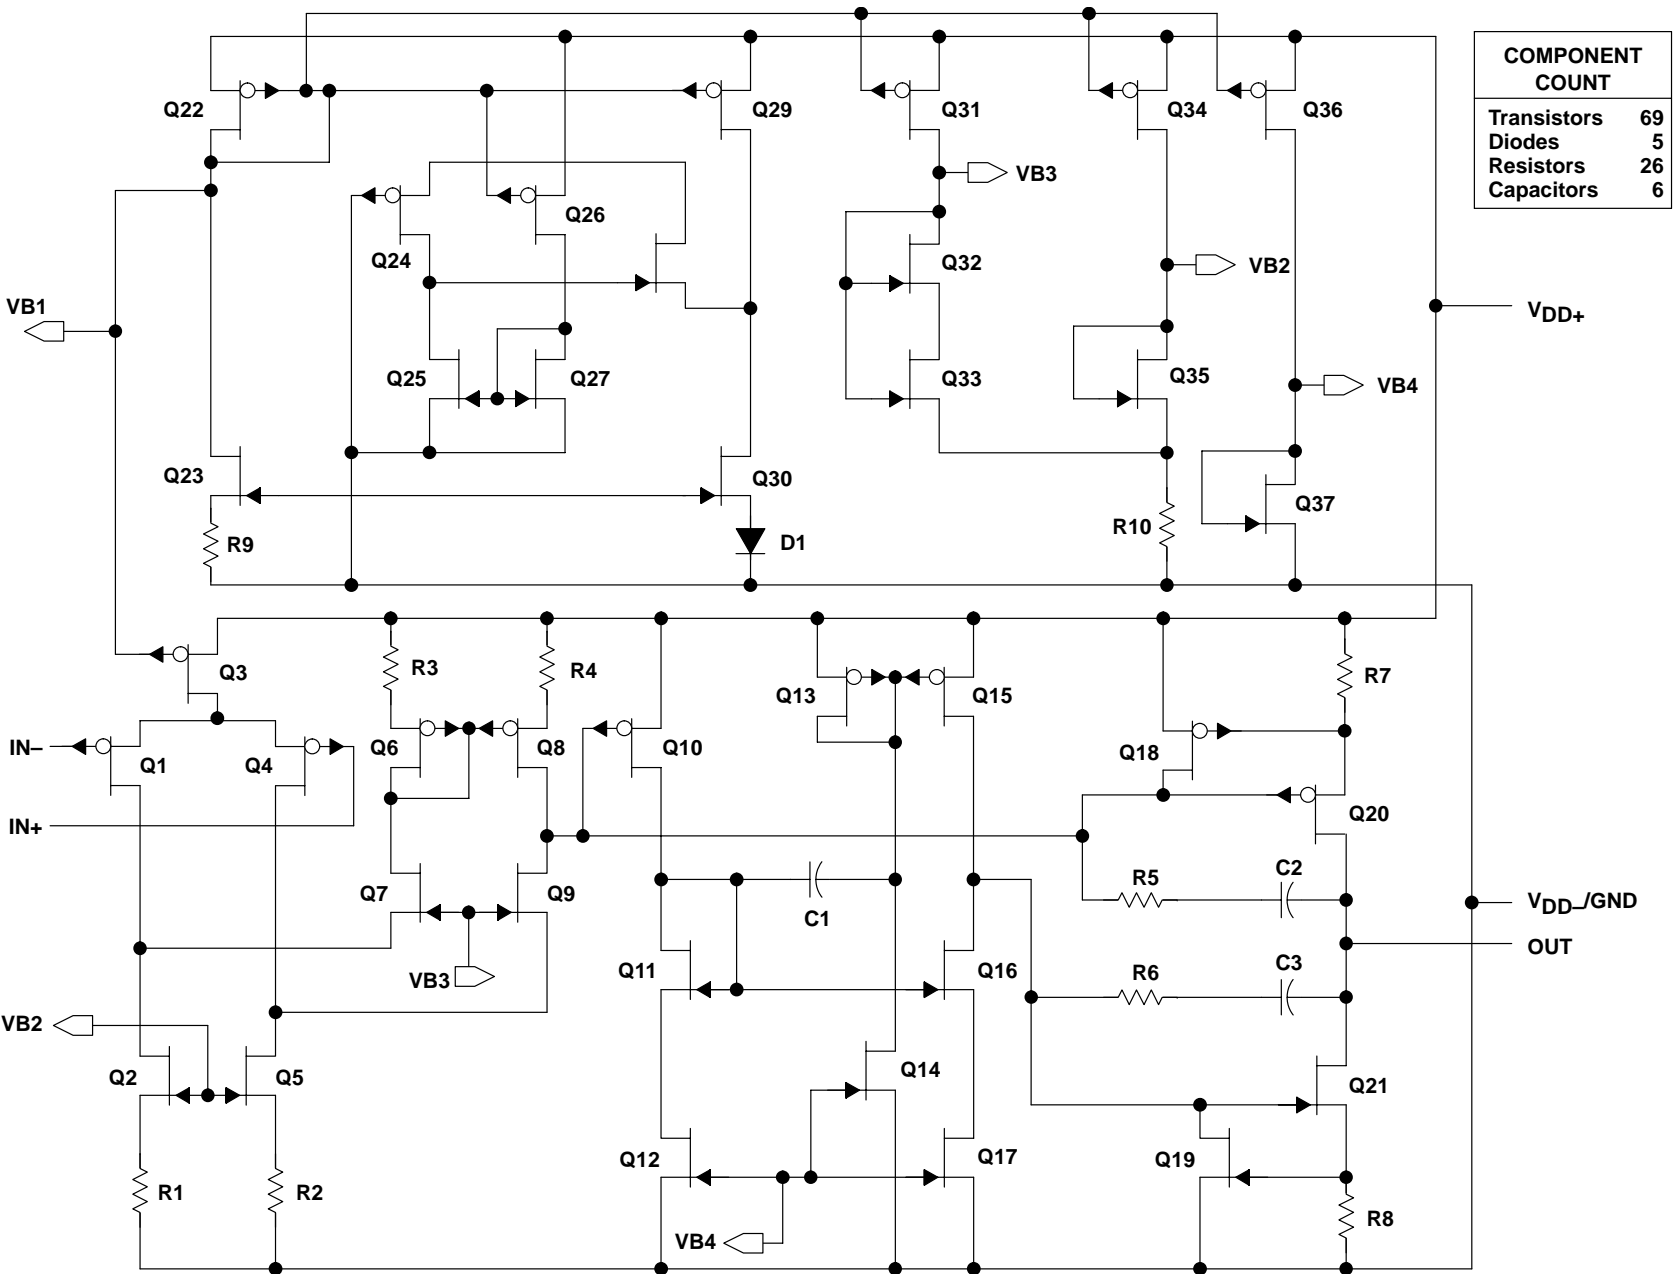 COMPONENT
COUNT
Transistors 69
Diodes 5
Resistors 26
Capacitors 6
Q22
Q29
Q31
Q34
Q36
VB3
Q26
Q24
Q32
VB2
VB1
VDD+
Q25
Q27
Q33
Q35
VB4
Q23
Q30
Q37
R9
D1
R10
Q3
R3
R4
Q13
Q15
R7
IN–
Q1
Q4
Q6
Q8
Q10
Q18
IN+
Q20
Q7
Q9
C1
R5
C2
VDD–/GND
OUT
VB3
Q11
Q16
R6
C3
VB2
Q2
Q5
Q14
Q21
R1
R2
Q12
Q17
Q19
VB4
R8